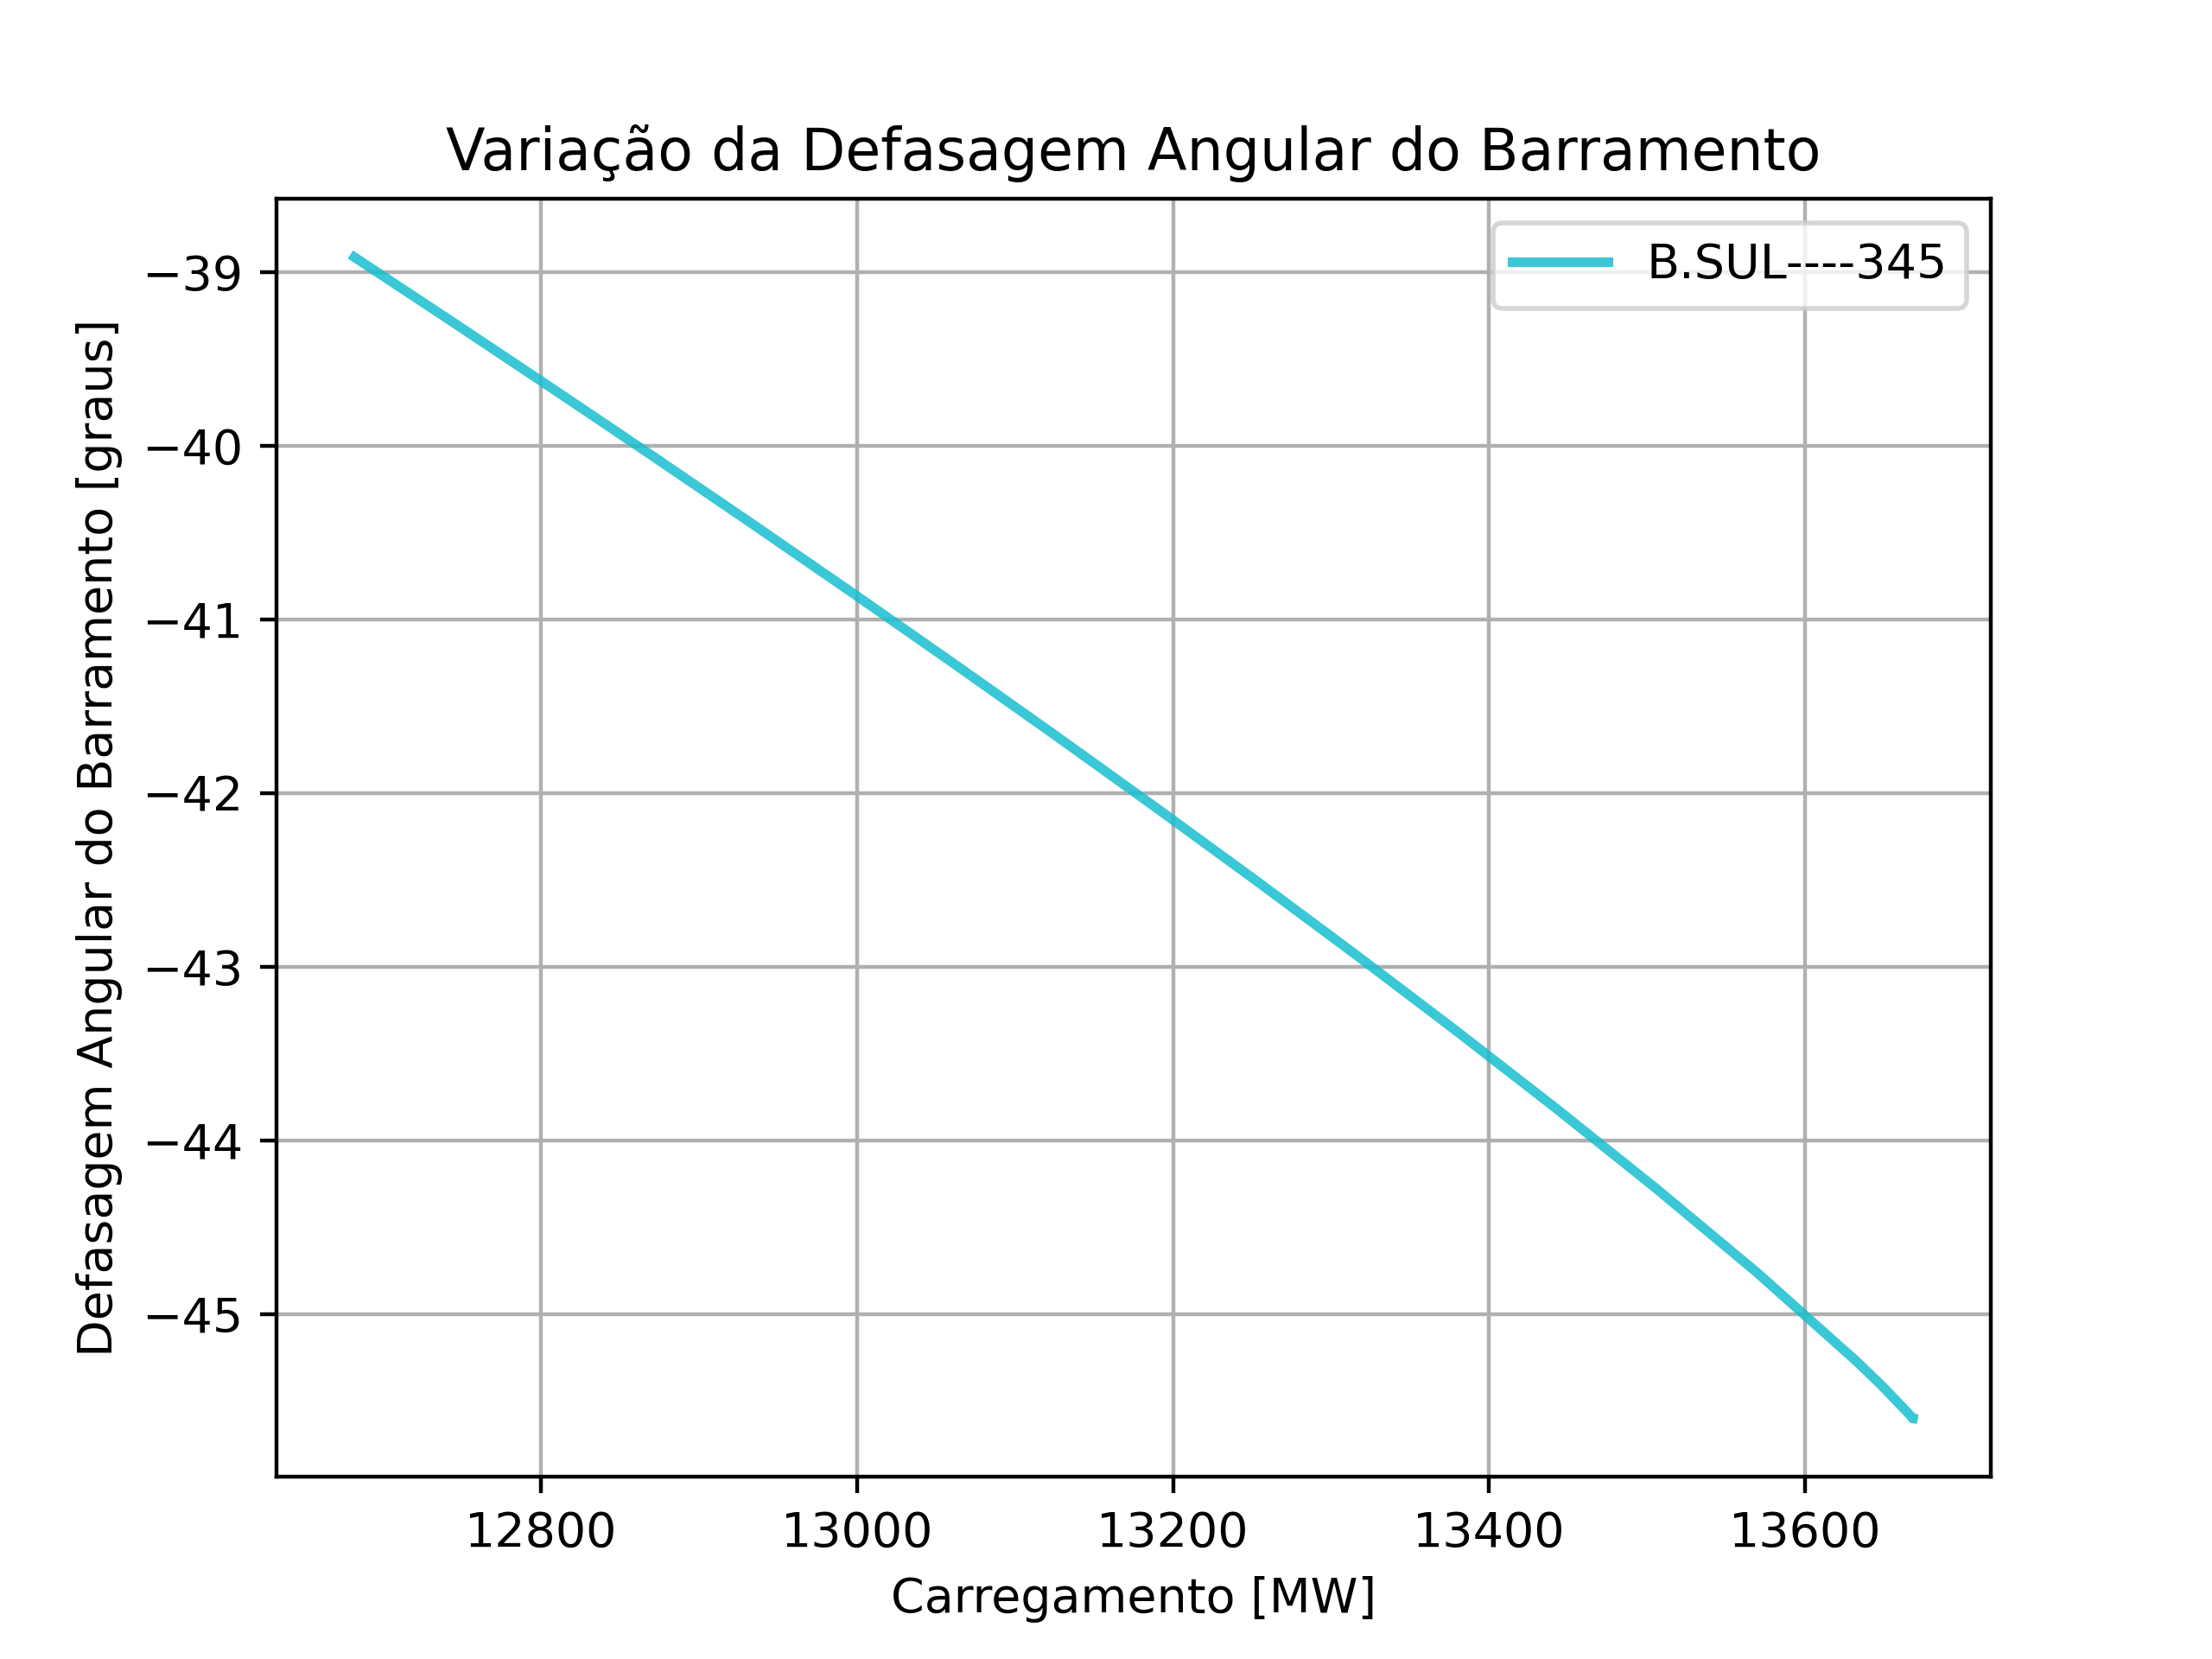 Variação da Defasagem Angular do Barramento
B.SUL----345
Defasagem Angular do Barramento [graus]
−39
−40
−41
−42
−43
−44
−45
12800 13000 13200 13400 13600
Carregamento [MW]